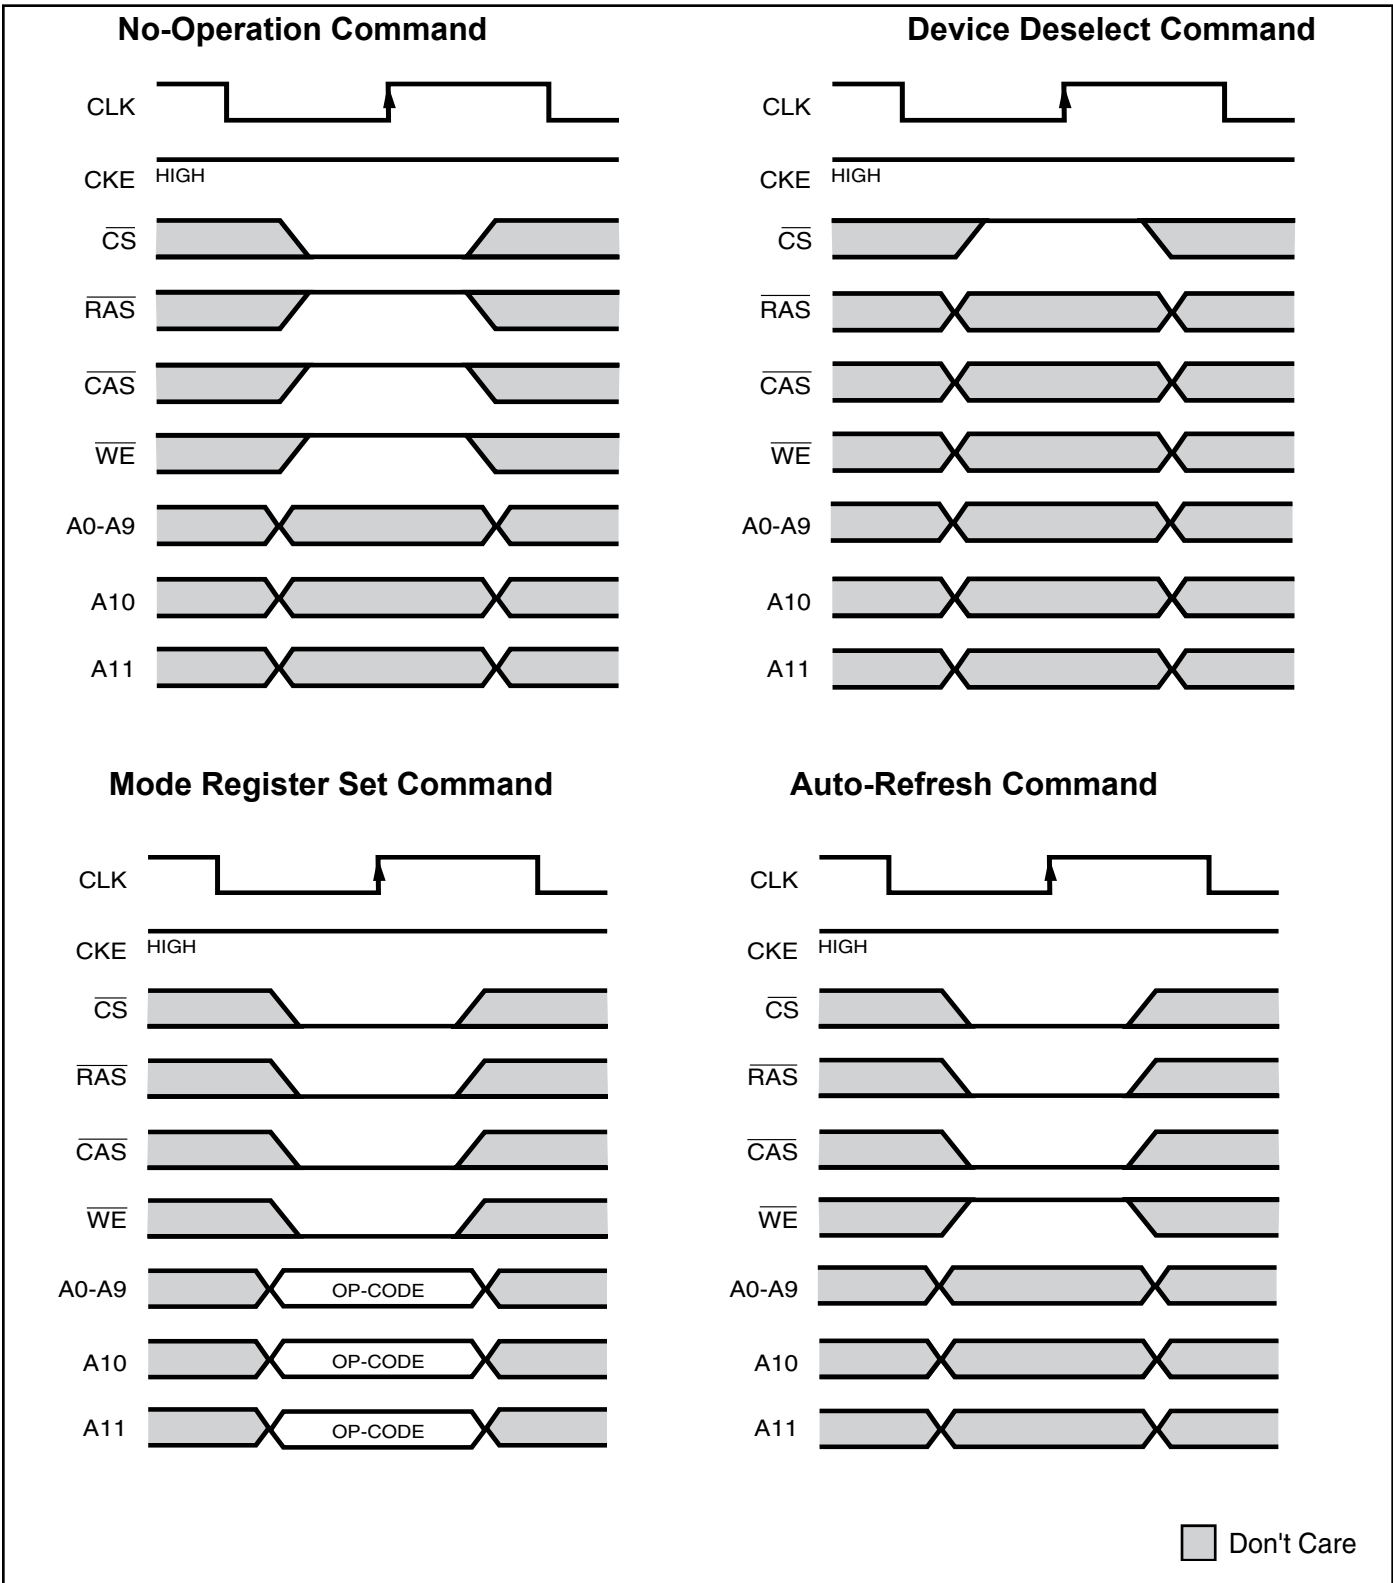 No-Operation Command
CLK
CKE HIGH
CS
RAS
CAS
WE
A0-A9
A10
A11
Device Deselect Command
CLK
CKE HIGH
CS
RAS
CAS
WE
A0-A9
A10
A11
Mode Register Set Command
CLK
CKE HIGH
CS
RAS
CAS
WE
A0-A9 OP-CODE
A10 OP-CODE
A11 OP-CODE
Auto-Refresh Command
CLK
CKE HIGH
CS
RAS
CAS
WE
A0-A9
A10
A11
Don't Care